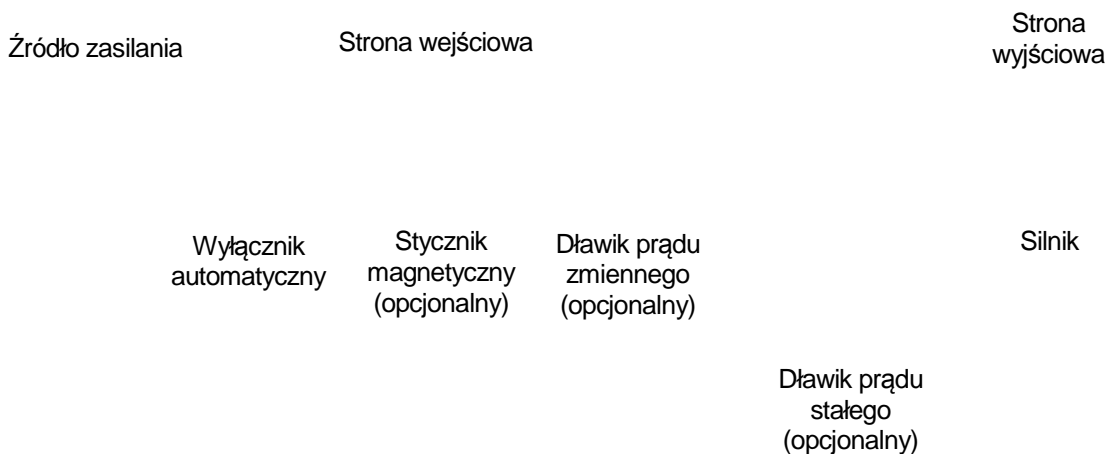 Źródło zasilania
Strona wejściowa
Strona
wyjściowa
Wyłącznik
automatyczny
Stycznik
magnetyczny
(opcjonalny)
Dławik prądu
zmiennego
(opcjonalny)
Silnik
Dławik prądu
stałego
(opcjonalny)